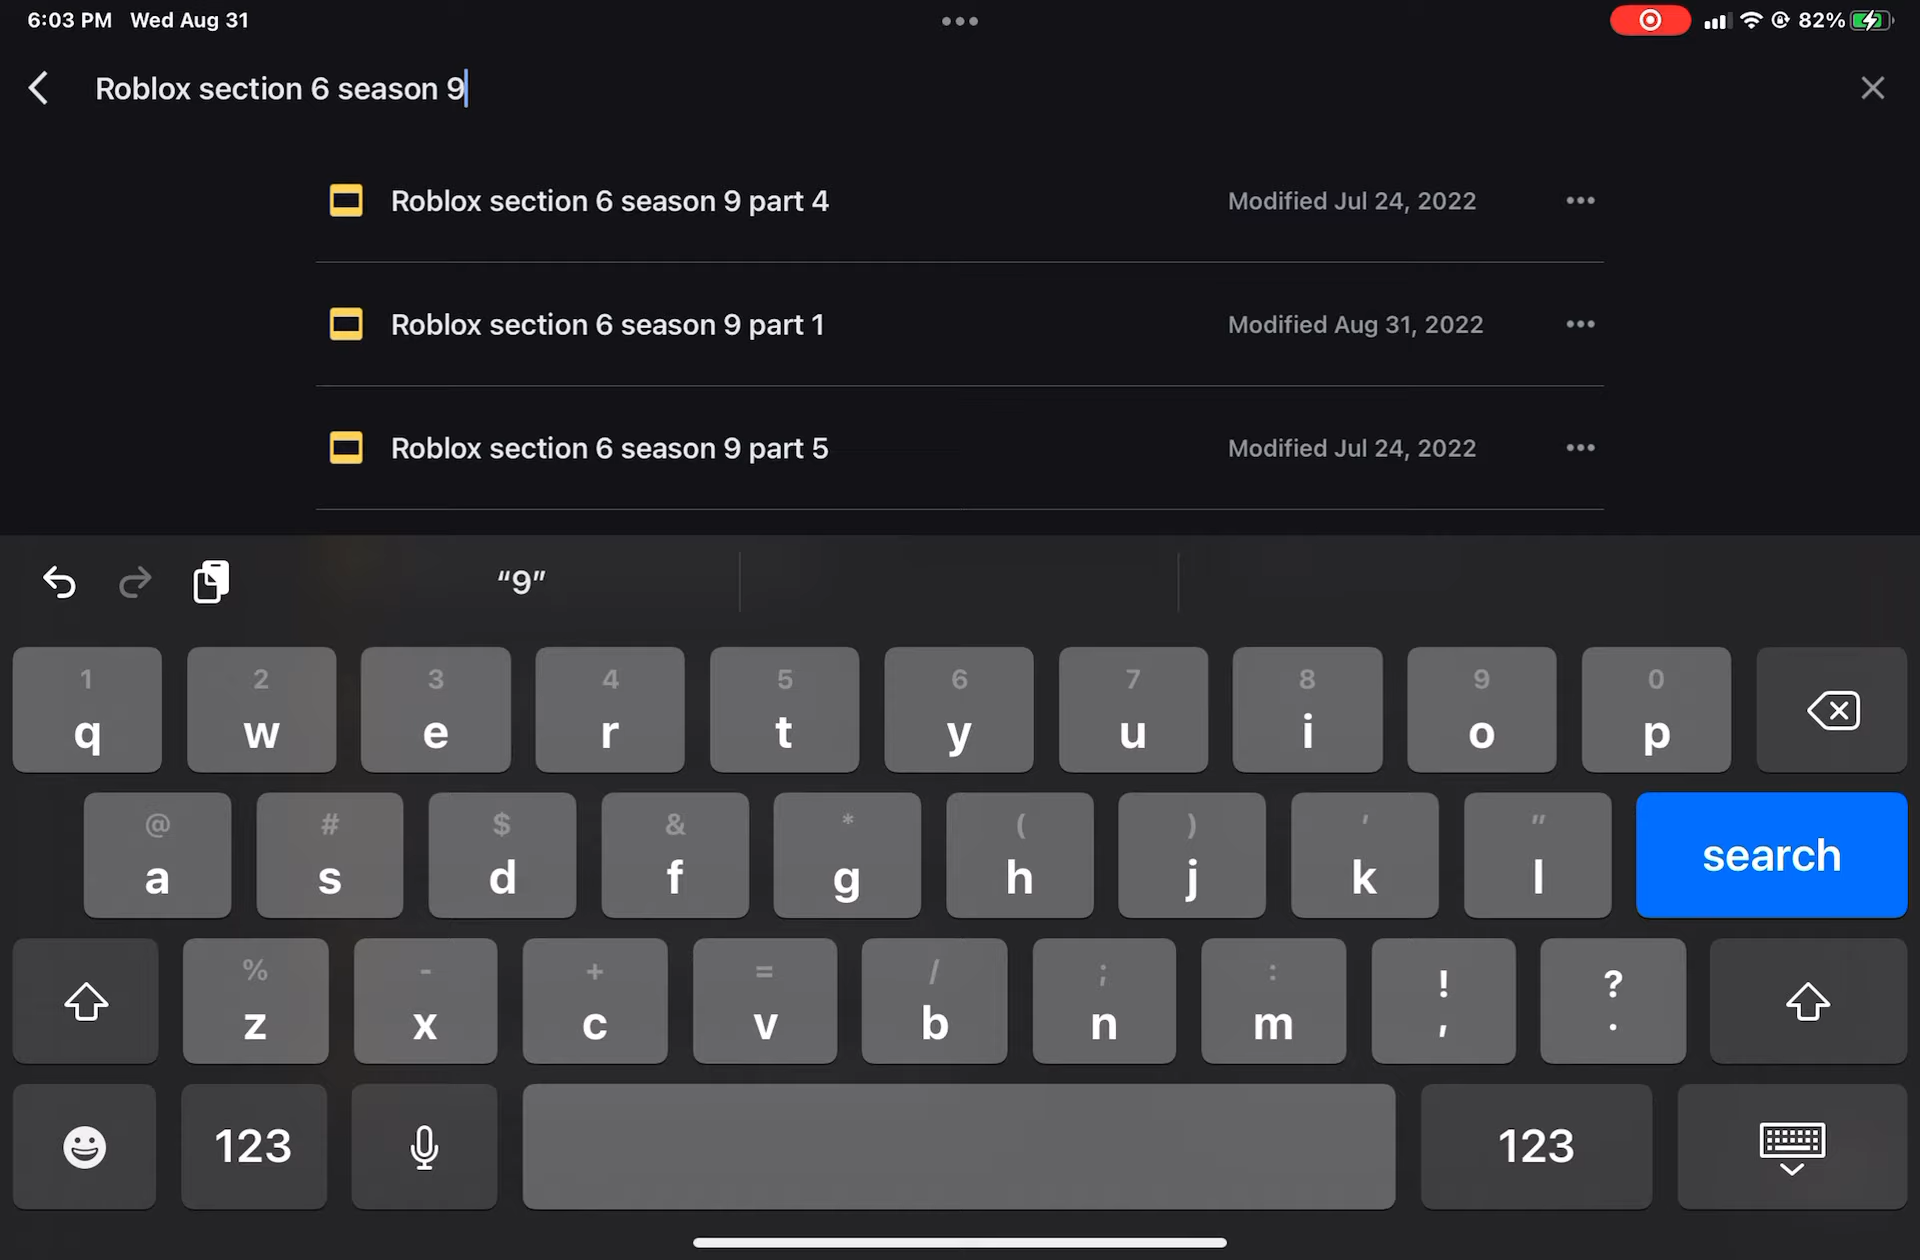 6:03 PM Wed Aug 31
82%
Roblox section 6 season 9
Roblox section 6 season 9 part 4 Modified Jul 24, 2022
Roblox section 6 season 9 part 1 Modified Aug 31, 2022
Roblox section 6 season 9 part 5 Modified Jul 24, 2022
“9”
1 2 3 4 5 6 7 8 9 0
q w e r t y u i o p
@ # $ & * ( ) ' "
a s d f g h j k l search
% - + = / ; : ! ?
z x c v b n m , .
123 123